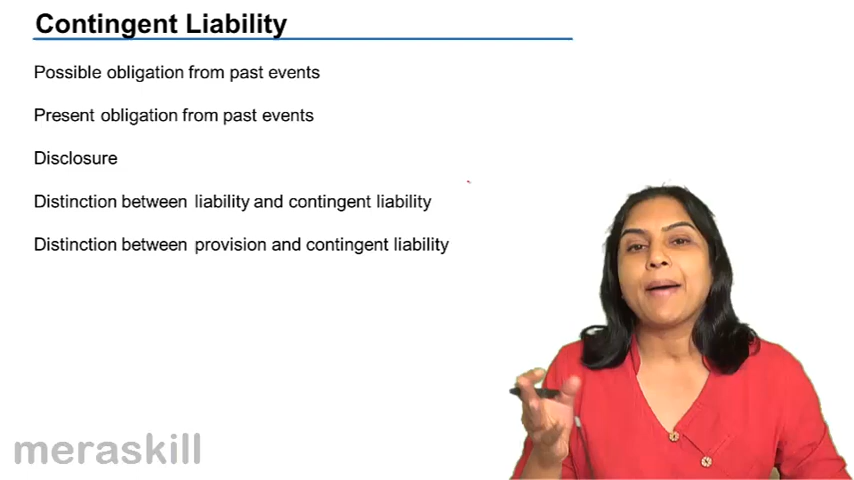 Contingent Liability
Possible obligation from past events
Present obligation from past events
Disclosure
Distinction between liability and contingent liability
Distinction between provision and contingent liability
meraskill